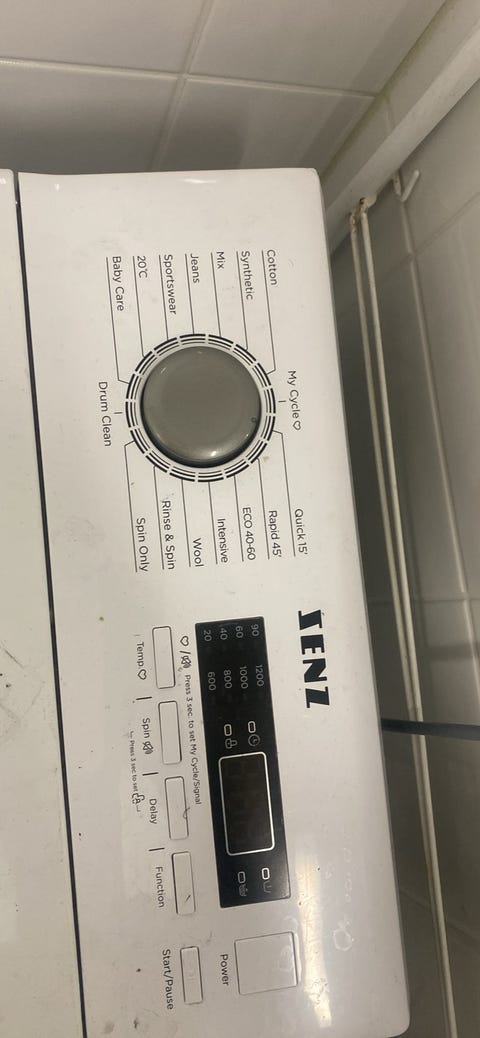 SENZ
My Cycle
Cotton
Synthetic
Mix
Jeans
Sportswear
20℃
Baby Care
Drum Clean
Quick 15'
Rapid 45'
ECO 40-60
Intensive
Wool
Rinse & Spin
Spin Only
90
60
40
20
1200
1000
800
600
Press 3 sec. to set My Cycle/Signal
Temp.
Spin
Delay
Function
Start/Pause
Power
Press 3 sec. to set